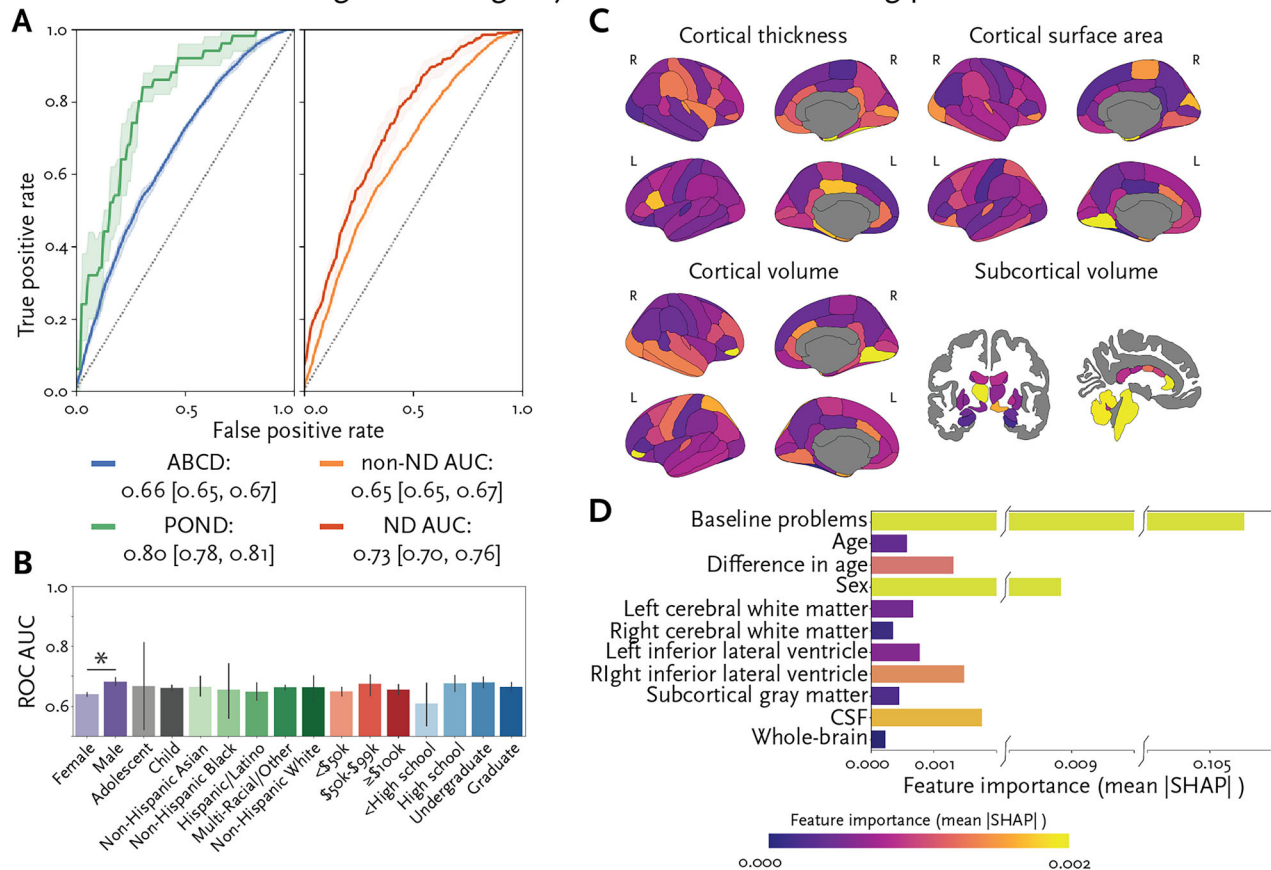 A
1.0
0.8
0.6
0.4
0.2
0.0
True positive rate
0.0
0.5
1.0
0.0
0.5
1.0
False positive rate
ABCD:
0.66 [0.65, 0.67]
non-ND AUC:
0.65 [0.65, 0.67]
POND:
0.80 [0.78, 0.81]
ND AUC:
0.73 [0.70, 0.76]
B
1.0
0.8
0.6
ROC AUC
*
Female
Male
Adolescent
Child
Non-Hispanic Asian
Non-Hispanic Black
Hispanic/Latino
Multi-Racial/Other
Non-Hispanic White
<$50k
$50k-$99k
≥$100k
<High school
High school
Undergraduate
Graduate
C
Cortical thickness
R
R
L
L
Cortical surface area
R
R
L
L
Cortical volume
R
R
L
L
Subcortical volume
D
Baseline problems
Age
Difference in age
Sex
Left cerebral white matter
Right cerebral white matter
Left inferior lateral ventricle
RIght inferior lateral ventricle
Subcortical gray matter
CSF
Whole-brain
0.000
0.001
0.009
0.105
Feature importance (mean |SHAP| )
Feature importance (mean |SHAP| )
0.000
0.002